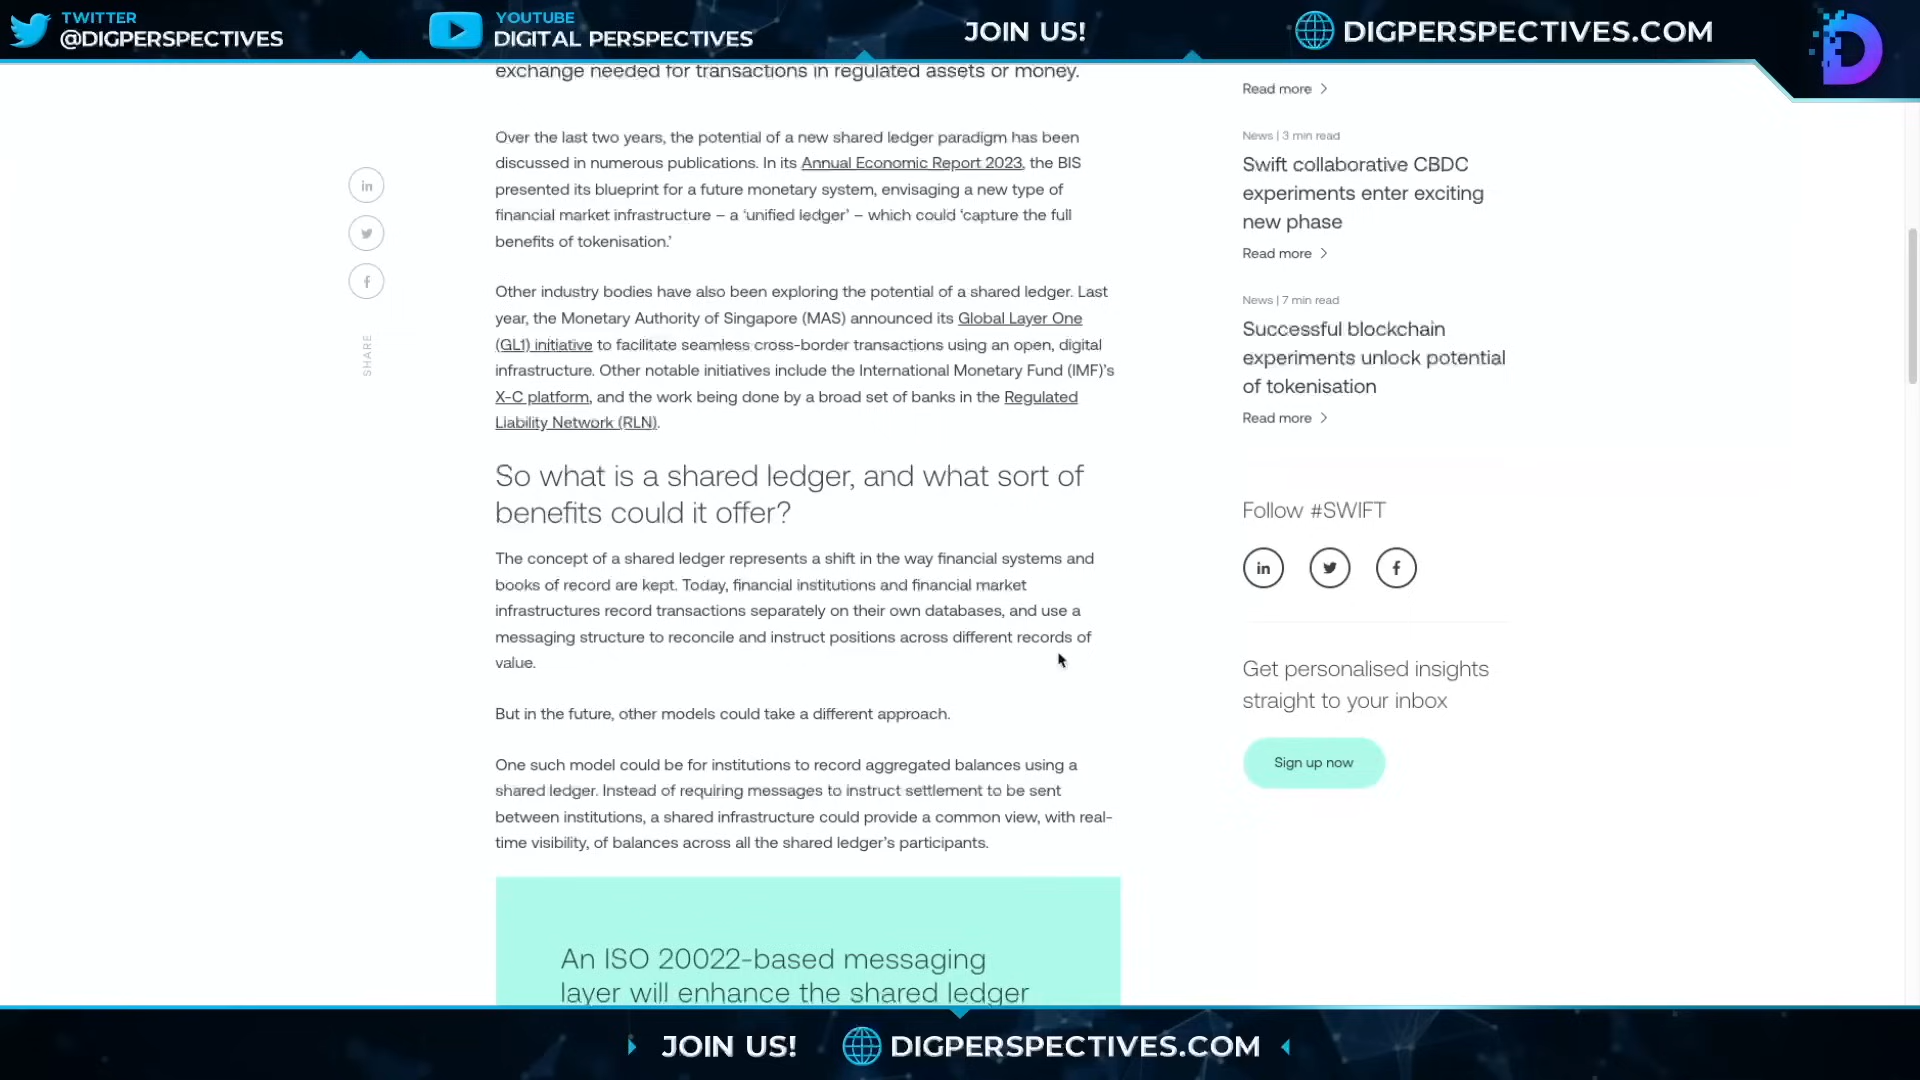 TWITTER
@DIGPERSPECTIVES
YOUTUBE
DIGITAL PERSPECTIVES
JOIN US!
DIGPERSPECTIVES.COM
exchange needed for transactions in regulated assets or money.
Over the last two years, the potential of a new shared ledger paradigm has been
discussed in numerous publications. In its Annual Economic Report 2023, the BIS
presented its blueprint for a future monetary system, envisaging a new type of
financial market infrastructure – a ‘unified ledger’ – which could ‘capture the full
benefits of tokenisation.’
Other industry bodies have also been exploring the potential of a shared ledger. Last
year, the Monetary Authority of Singapore (MAS) announced its Global Layer One
(GL1) initiative to facilitate seamless cross-border transactions using an open, digital
infrastructure. Other notable initiatives include the International Monetary Fund (IMF)’s
X-C platform, and the work being done by a broad set of banks in the Regulated
Liability Network (RLN).
So what is a shared ledger, and what sort of
benefits could it offer?
The concept of a shared ledger represents a shift in the way financial systems and
books of record are kept. Today, financial institutions and financial market
infrastructures record transactions separately on their own databases, and use a
messaging structure to reconcile and instruct positions across different records of
value.
But in the future, other models could take a different approach.
One such model could be for institutions to record aggregated balances using a
shared ledger. Instead of requiring messages to instruct settlement to be sent
between institutions, a shared infrastructure could provide a common view, with real-
time visibility, of balances across all the shared ledger’s participants.
An ISO 20022-based messaging
layer will enhance the shared ledger
SHARE
Read more
News | 3 min read
Swift collaborative CBDC
experiments enter exciting
new phase
Read more
News | 7 min read
Successful blockchain
experiments unlock potential
of tokenisation
Read more
Follow #SWIFT
Get personalised insights
straight to your inbox
Sign up now
JOIN US!
DIGPERSPECTIVES.COM